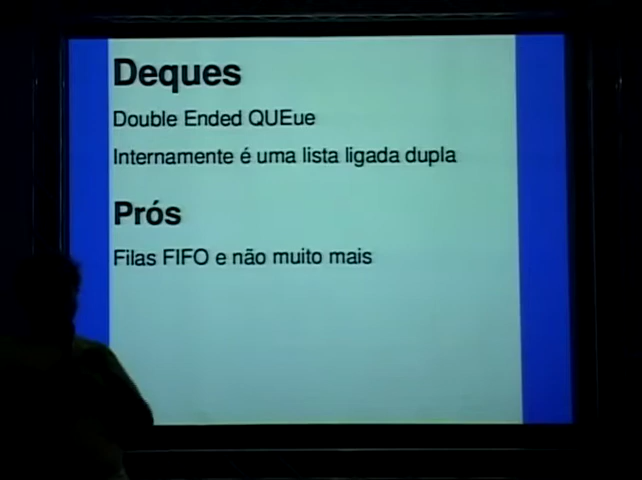 Deques
Double Ended QUEue
Internamente é uma lista ligada dupla
Prós
Filas FIFO e não muito mais